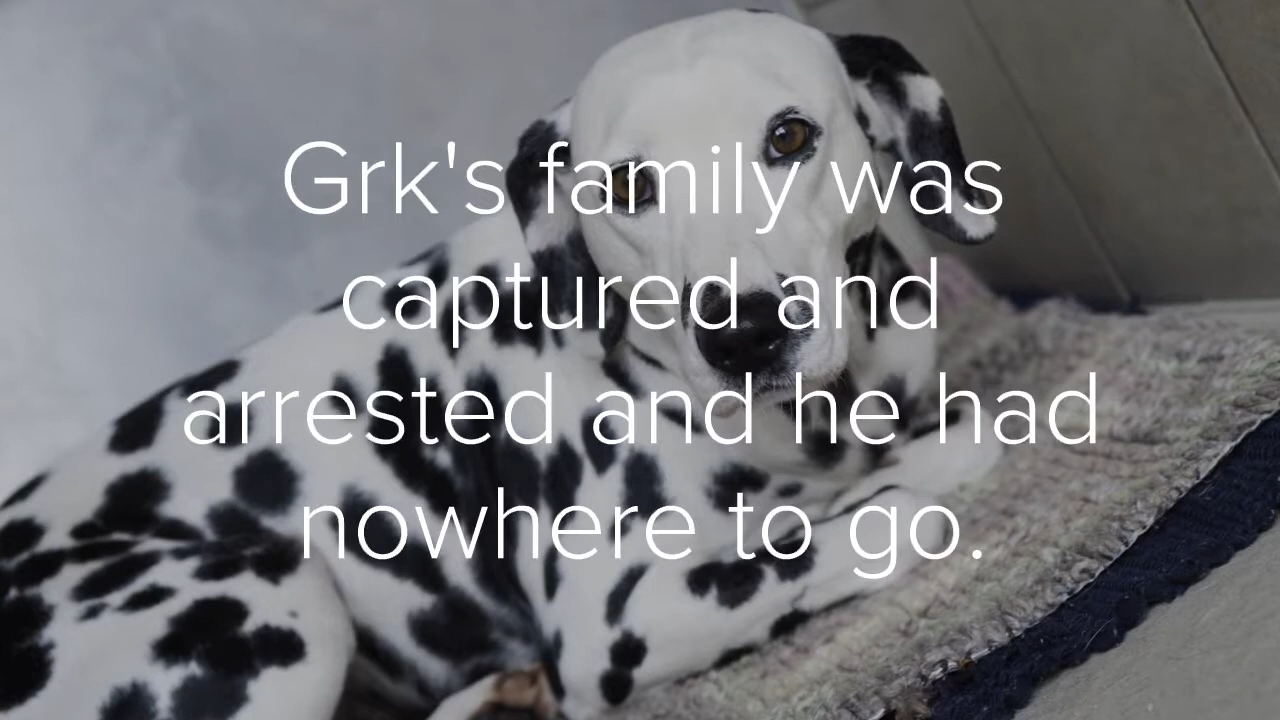 Grk's family was
captured and
arrested and he had
nowhere to go.